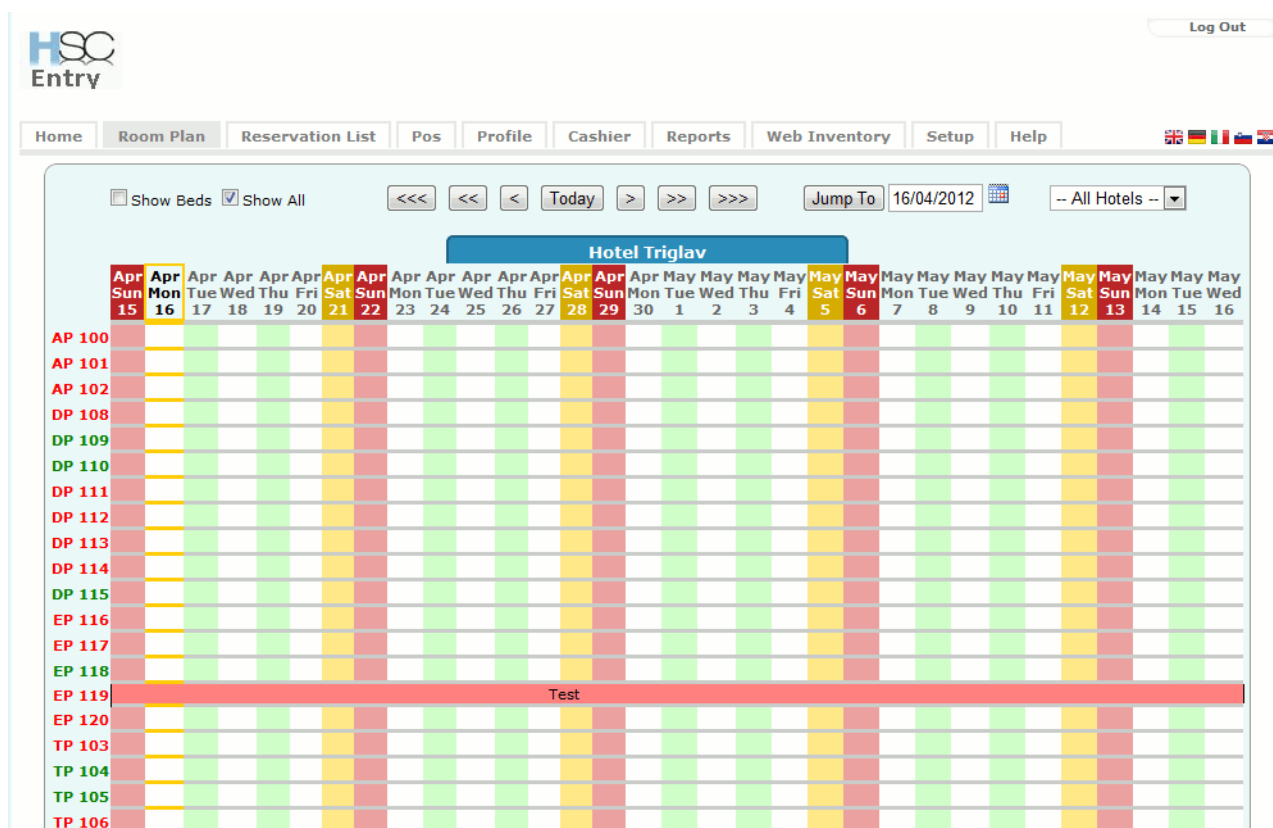 Log Out
HSC
Entry
Home Room Plan Reservation List Pos Profile Cashier Reports Web Inventory Setup Help
Show Beds Show All <<< << < Today > >> >>> Jump To 16/04/2012 -- All Hotels --
Hotel Triglav
Apr Apr Apr Apr Apr Apr Apr Apr Apr Apr Apr Apr Apr Apr Apr Apr May May May May May May May May May May May May May May May May
Sun Mon Tue Wed Thu Fri Sat Sun Mon Tue Wed Thu Fri Sat Sun Mon Tue Wed Thu Fri Sat Sun Mon Tue Wed Thu Fri Sat Sun Mon Tue Wed
15 16 17 18 19 20 21 22 23 24 25 26 27 28 29 30 1 2 3 4 5 6 7 8 9 10 11 12 13 14 15 16
AP 100
AP 101
AP 102
DP 108
DP 109
DP 110
DP 111
DP 112
DP 113
DP 114
DP 115
EP 116
EP 117
EP 118
EP 119 Test
EP 120
TP 103
TP 104
TP 105
TP 106